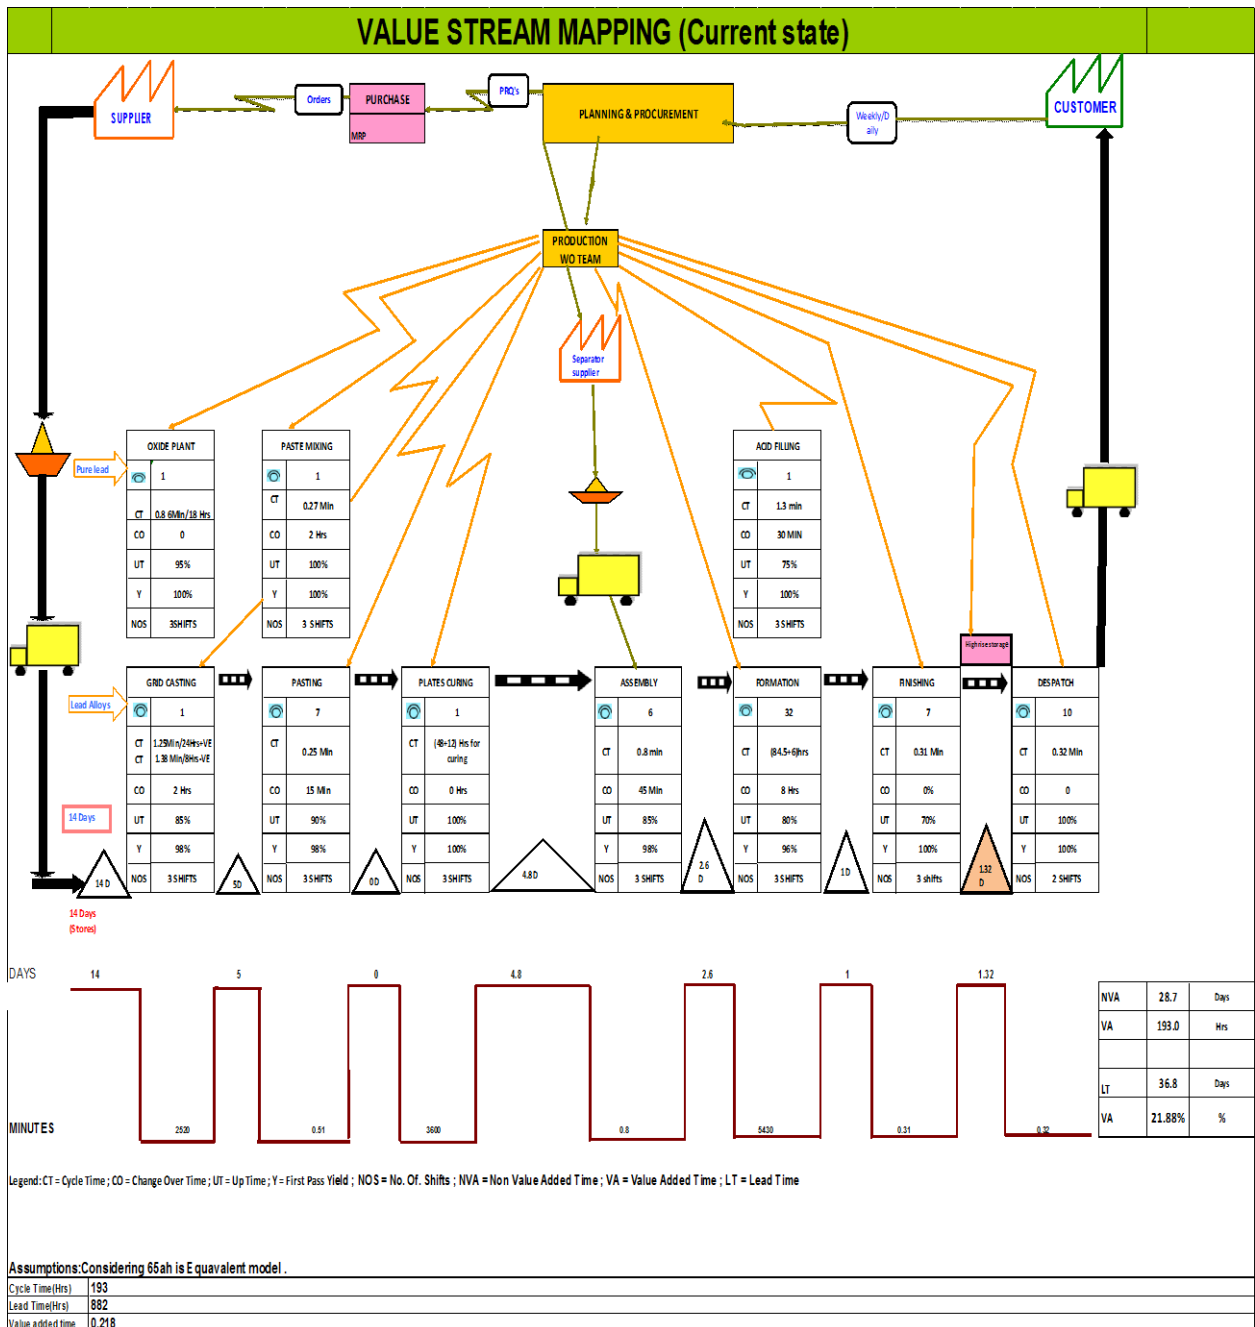 VALUE STREAM MAPPING (Current state)
SUPPLIER
Orders
PURCHASE
MRP
PRQ's
PLANNING & PROCUREMENT
Weekly/D
aily
CUSTOMER
PRODUCTION
WO TEAM
Separator
supplier
Pure lead
OXIDE PLANT
1
CT 0.8 6Min/18 Hrs
CO 0
UT 95%
Y 100%
NOS 3SHIFTS
PASTE MIXING
1
CT 0.27 Min
CO 2 Hrs
UT 100%
Y 100%
NOS 3 SHIFTS
ACID FILLING
1
CT 1.3 min
CO 30 MIN
UT 75%
Y 100%
NOS 3 SHIFTS
High rise storage
Lead Alloys
GRID CASTING
1
CT 1.25Min/24Hrs+VE
CT 1.38 Min/8Hrs-VE
CO 2 Hrs
UT 85%
Y 98%
NOS 3 SHIFTS
PASTING
7
CT 0.25 Min
CO 15 Min
UT 90%
Y 98%
NOS 3 SHIFTS
PLATES CURING
1
CT (48+12) Hrs for
curing
CO 0 Hrs
UT 100%
Y 100%
NOS 3 SHIFTS
ASSEMBLY
6
CT 0.8 min
CO 45 Min
UT 85%
Y 98%
NOS 3 SHIFTS
FORMATION
32
CT (84.5+6)hrs
CO 8 Hrs
UT 80%
Y 96%
NOS 3 SHIFTS
FINISHING
7
CT 0.31 Min
CO 0%
UT 70%
Y 100%
NOS 3 shifts
DESPATCH
10
CT 0.32 Min
CO 0
UT 100%
Y 100%
NOS 2 SHIFTS
14 Days
14 D
5D
0D
4.8D
2.6
D
1D
1.32
D
14 Days
(Stores)
DAYS 14 5 0 4.8 2.6 1 1.32
MINUTES 2520 0.51 3600 0.8 5430 0.31 0.32
NVA 28.7 Days
VA 193.0 Hrs
LT 36.8 Days
VA 21.88% %
Legend: CT = Cycle Time ; CO = Change Over Time ; UT = Up Time ; Y = First Pass Yield ; NOS = No. Of. Shifts ; NVA = Non Value Added Time ; VA = Value Added Time ; LT = Lead Time
Assumptions:Considering 65ah is Equavalent model .
Cycle Time(Hrs) 193
Lead Time(Hrs) 882
Value added time 0.218